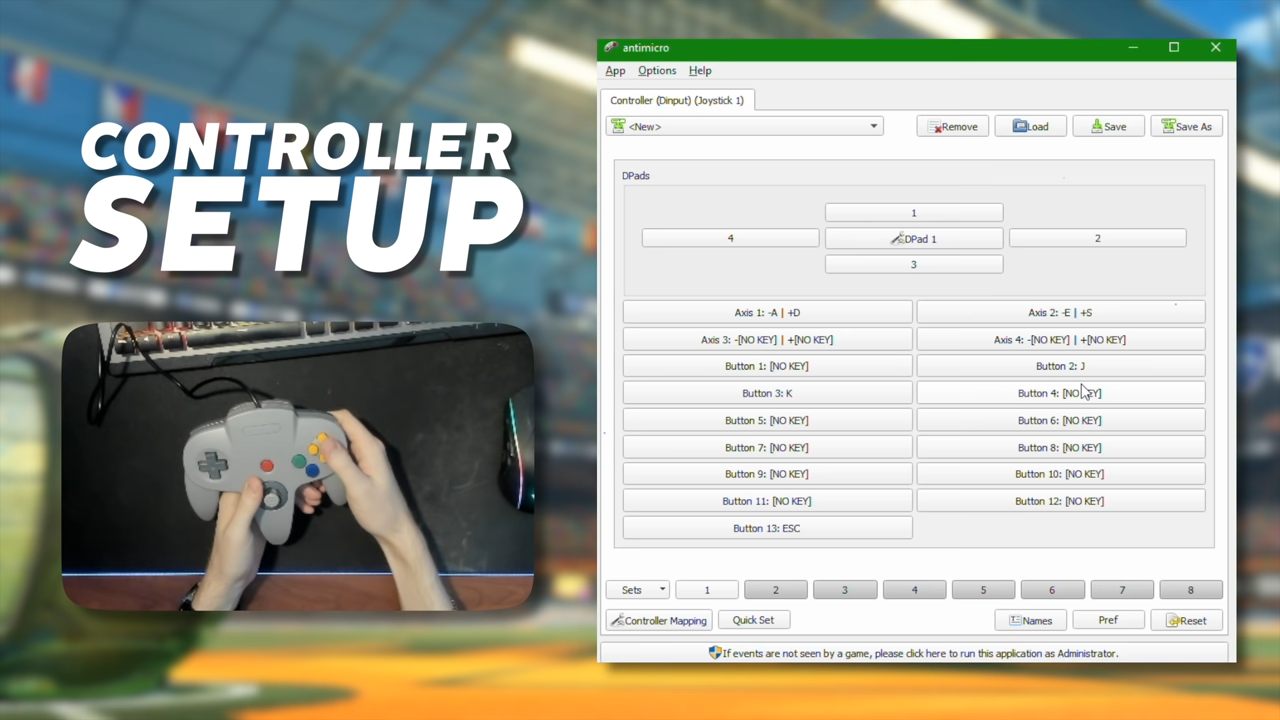 CONTROLLER
SETUP
antimicro
App Options Help
Controller (Dinput) (Joystick 1)
<New> Remove Load Save Save As
DPads
1
4 DPad 1 2
3
Axis 1: -A | +D Axis 2: -E | +S
Axis 3: -[NO KEY] | +[NO KEY] Axis 4: -[NO KEY] | +[NO KEY]
Button 1: [NO KEY] Button 2: J
Button 3: K Button 4: [NO KEY]
Button 5: [NO KEY] Button 6: [NO KEY]
Button 7: [NO KEY] Button 8: [NO KEY]
Button 9: [NO KEY] Button 10: [NO KEY]
Button 11: [NO KEY] Button 12: [NO KEY]
Button 13: ESC
Sets 1 2 3 4 5 6 7 8
Controller Mapping Quick Set Names Pref Reset
If events are not seen by a game, please click here to run this application as Administrator.